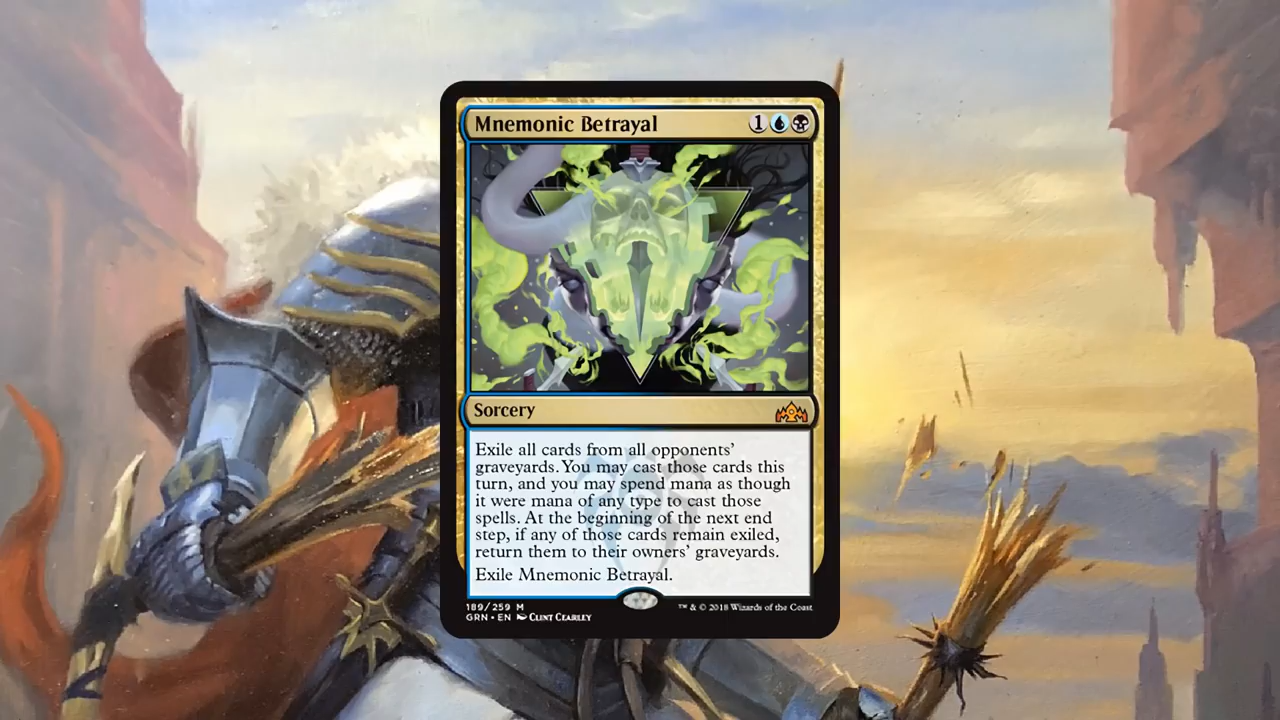 Mnemonic Betrayal 1
Sorcery
Exile all cards from all opponents'
graveyards. You may cast those cards this
turn, and you may spend mana as though
it were mana of any type to cast those
spells. At the beginning of the next end
step, if any of those cards remain exiled,
return them to their owners' graveyards.
Exile Mnemonic Betrayal.
189/259 M
GRN • EN Clint Cearley
™ & © 2018 Wizards of the Coast